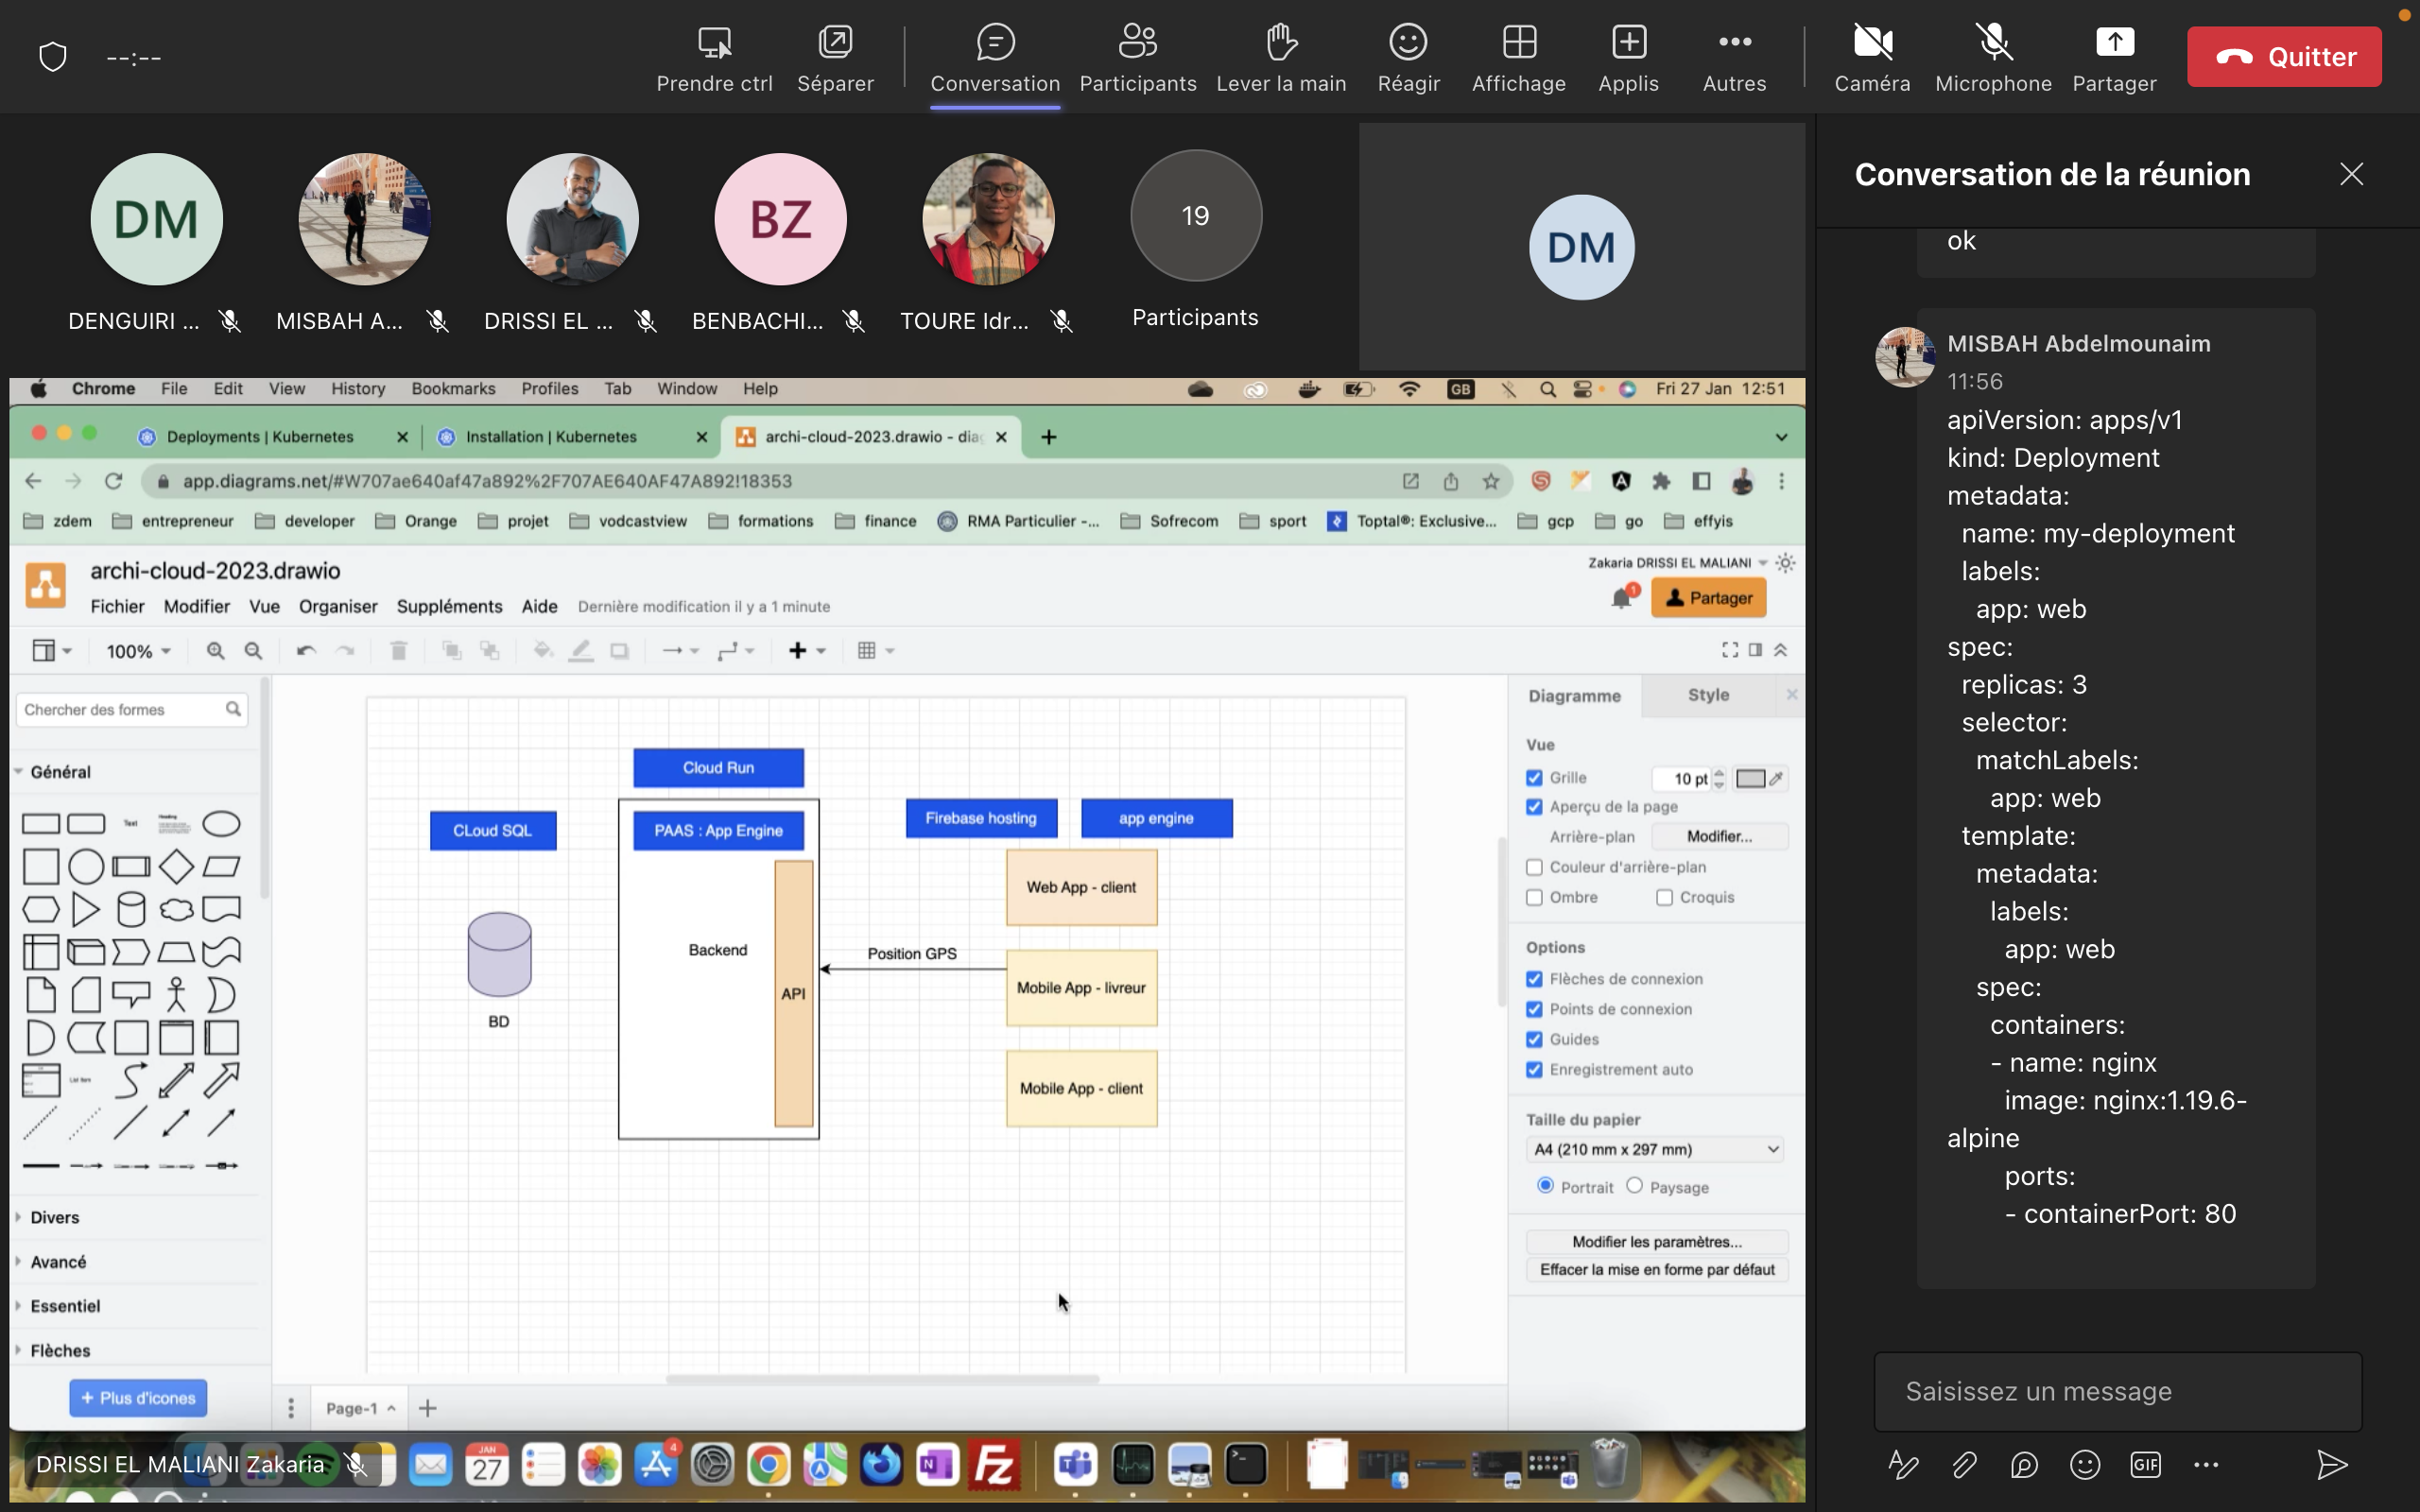 --:--
Prendre ctrl
Séparer
Conversation
Participants
Lever la main
Réagir
Affichage
Applis
Autres
Caméra
Microphone
Partager
Quitter
DM
BZ
19
DM
DENGUIRI ...
MISBAH A...
DRISSI EL ...
BENBACHI...
TOURE Idr...
Participants
Chrome File Edit View History Bookmarks Profiles Tab Window Help
GB
Fri 27 Jan 12:51
Deployments | Kubernetes
Installation | Kubernetes
archi-cloud-2023.drawio - dia
app.diagrams.net/#W707ae640af47a892%2F707AE640AF47A892!18353
zdem
entrepreneur
developer
Orange
projet
vodcastview
formations
finance
RMA Particulier -...
Sofrecom
sport
Toptal®: Exclusive...
gcp
go
effyis
archi-cloud-2023.drawio
Zakaria DRISSI EL MALIANI
Fichier Modifier Vue Organiser Suppléments Aide
Dernière modification il y a 1 minute
1
Partager
100%
Chercher des formes
Général
Text
Heading
List Item
Divers
Avancé
Essentiel
Flèches
+ Plus d'icones
Cloud Run
CLoud SQL
PAAS : App Engine
Firebase hosting
app engine
Web App - client
Backend
Position GPS
Mobile App - livreur
API
BD
Mobile App - client
Page-1
Diagramme
Style
Vue
Grille
10 pt
Aperçu de la page
Arrière-plan
Modifier...
Couleur d'arrière-plan
Ombre
Croquis
Options
Flèches de connexion
Points de connexion
Guides
Enregistrement auto
Taille du papier
A4 (210 mm x 297 mm)
Portrait
Paysage
Modifier les paramètres...
Effacer la mise en forme par défaut
DRISSI EL MALIANI Zakaria
JAN
27
4
N
Fz
Conversation de la réunion
ok
MISBAH Abdelmounaim
11:56
apiVersion: apps/v1
kind: Deployment
metadata:
name: my-deployment
labels:
app: web
spec:
replicas: 3
selector:
matchLabels:
app: web
template:
metadata:
labels:
app: web
spec:
containers:
- name: nginx
image: nginx:1.19.6-
alpine
ports:
- containerPort: 80
Saisissez un message
GIF